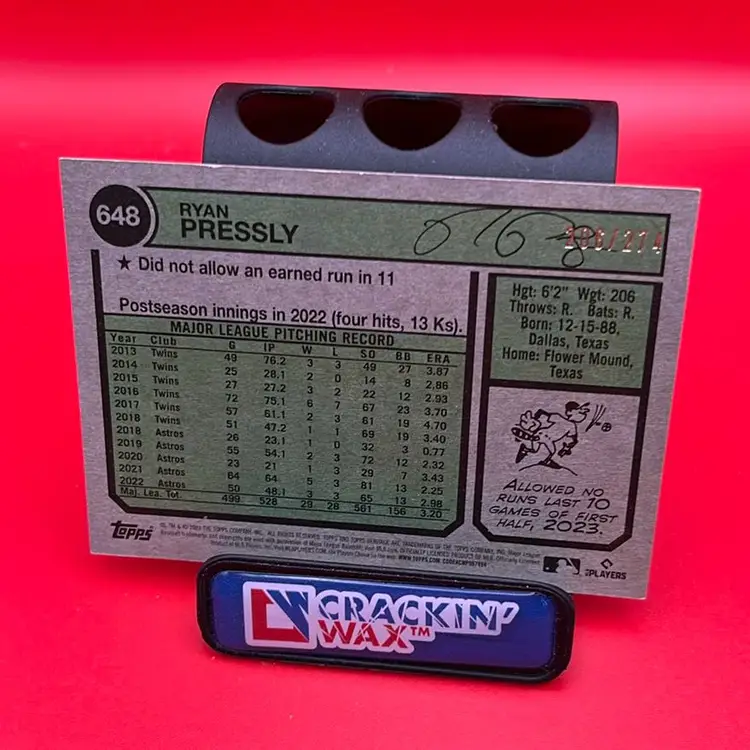 648
RYAN
PRESSLY
★ Did not allow an earned run in 11
Postseason innings in 2022 (four hits, 13 Ks).
MAJOR LEAGUE PITCHING RECORD
Year Club G IP W L SO BB ERA
2013 Twins 49 76.2 3 3 49 27 3.87
2014 Twins 25 28.1 2 0 14 8 2.86
2015 Twins 27 27.2 3 2 22 12 2.93
2016 Twins 72 75.1 6 7 67 23 3.70
2017 Twins 57 61.1 2 3 61 19 4.70
2018 Twins 51 47.2 1 1 69 19 3.40
2018 Astros 26 23.1 1 0 32 3 0.77
2019 Astros 55 54.1 2 3 72 12 2.32
2020 Astros 23 21 1 3 29 7 3.43
2021 Astros 64 64 5 3 81 13 2.25
2022 Astros 50 48.1 3 3 65 13 2.98
Maj. Lea. Tot. 499 528 29 28 561 156 3.20
Hgt: 6'2" Wgt: 206
Throws: R. Bats: R.
Born: 12-15-88,
Dallas, Texas
Home: Flower Mound,
Texas
ALLOWED NO
RUNS LAST 10
GAMES OF FIRST
HALF, 2023.
topps
PLAYERS
CRACKIN'
WAX™